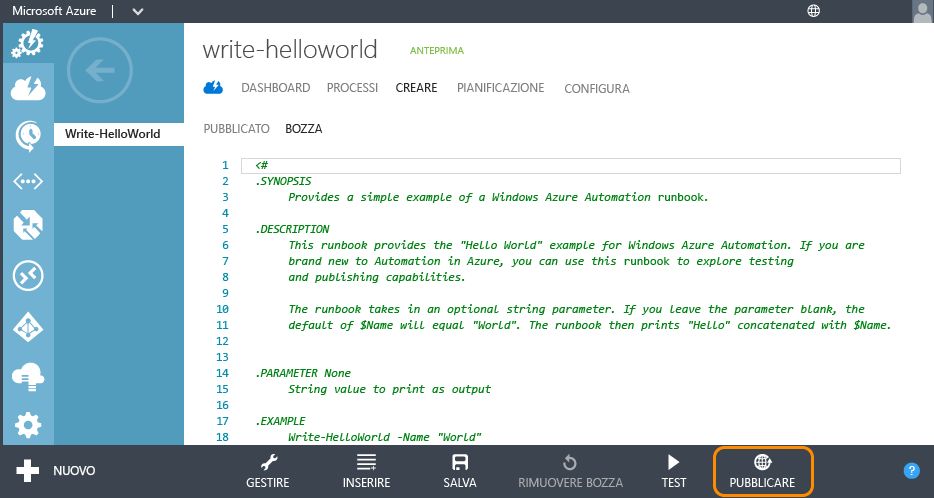 Microsoft Azure
write-helloworld ANTEPRIMA
DASHBOARD PROCESSI CREARE PIANIFICAZIONE CONFIGURA
Write-HelloWorld
PUBBLICATO BOZZA
1 <#
2 .SYNOPSIS
3 Provides a simple example of a Windows Azure Automation runbook.
4
5 .DESCRIPTION
6 This runbook provides the "Hello World" example for Windows Azure Automation. If you are
7 brand new to Automation in Azure, you can use this runbook to explore testing
8 and publishing capabilities.
9
10 The runbook takes in an optional string parameter. If you leave the parameter blank, the
11 default of $Name will equal "World". The runbook then prints "Hello" concatenated with $Name.
12
13
14 .PARAMETER None
15 String value to print as output
16
17 .EXAMPLE
18 Write-HelloWorld -Name "World"
NUOVO GESTIRE INSERIRE SALVA RIMUOVERE BOZZA TEST PUBBLICARE ?